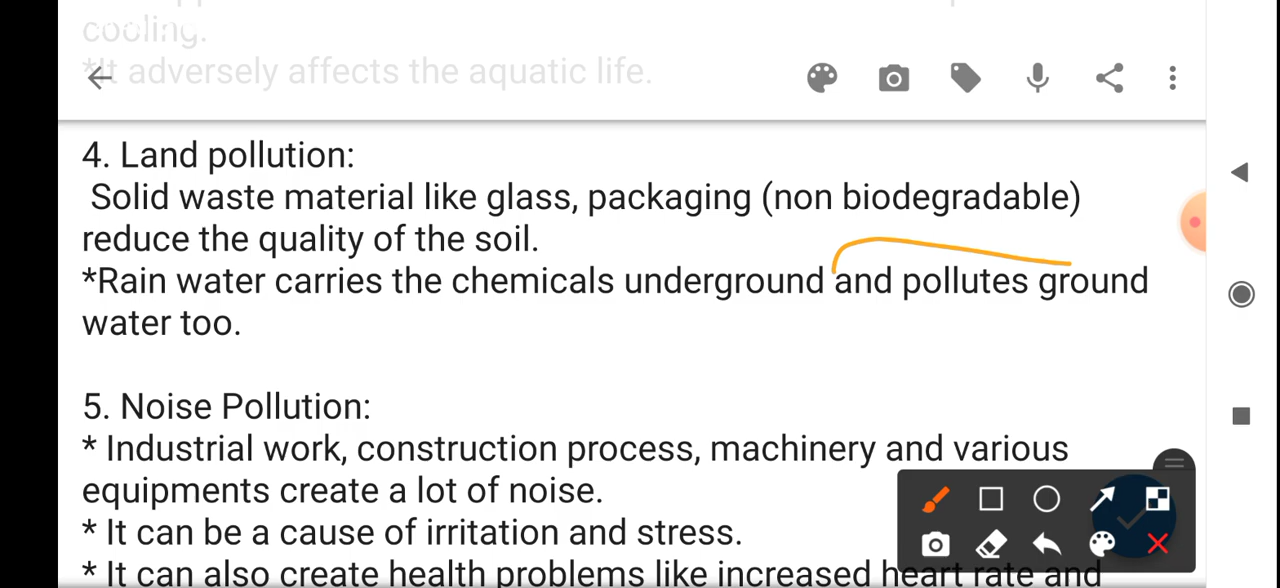 cooling.
*It adversely affects the aquatic life.
4. Land pollution:
Solid waste material like glass, packaging (non biodegradable)
reduce the quality of the soil.
*Rain water carries the chemicals underground and pollutes ground
water too.
5. Noise Pollution:
* Industrial work, construction process, machinery and various
equipments create a lot of noise.
* It can be a cause of irritation and stress.
* It can also create health problems like increased heart rate and